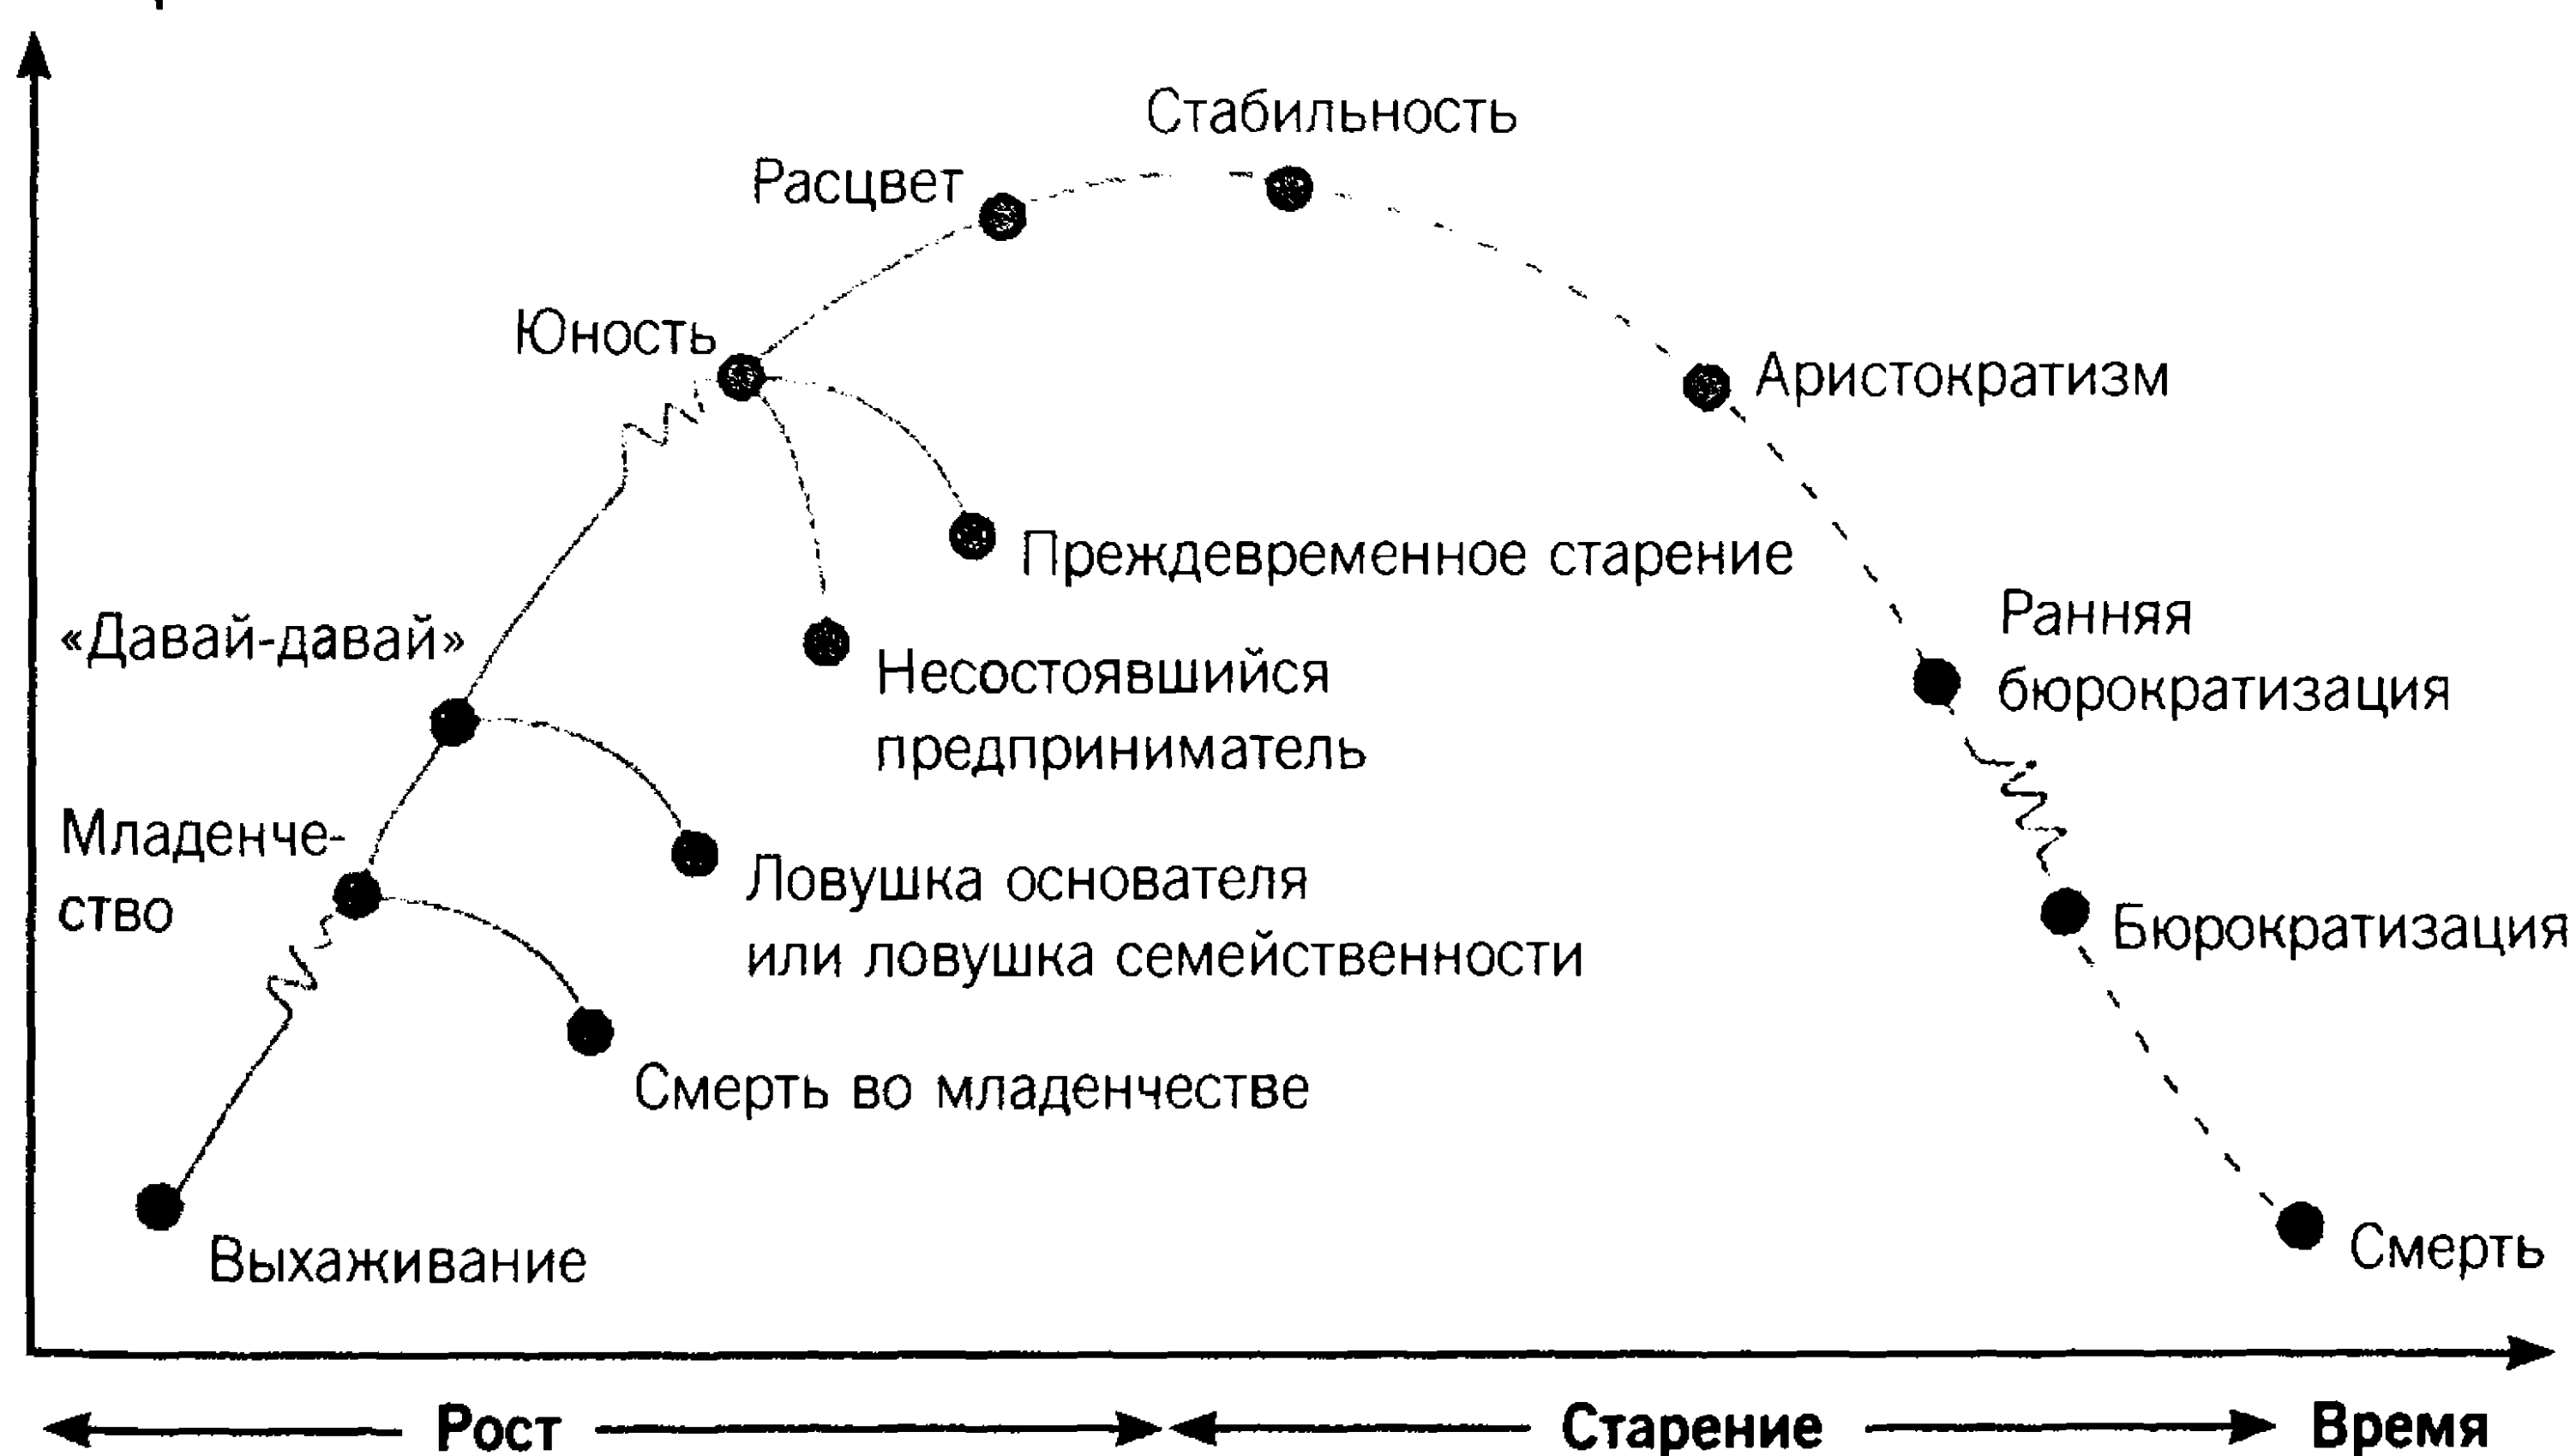 Стабильность
Расцвет
Юность
Аристократизм
Преждевременное старение
Ранняя
бюрократизация
«Давай-давай»
Несостоявшийся
предприниматель
Младенче-
ство
Ловушка основателя
или ловушка семейственности
Бюрократизация
Смерть во младенчестве
Выхаживание
Смерть
Рост
Старение
Время